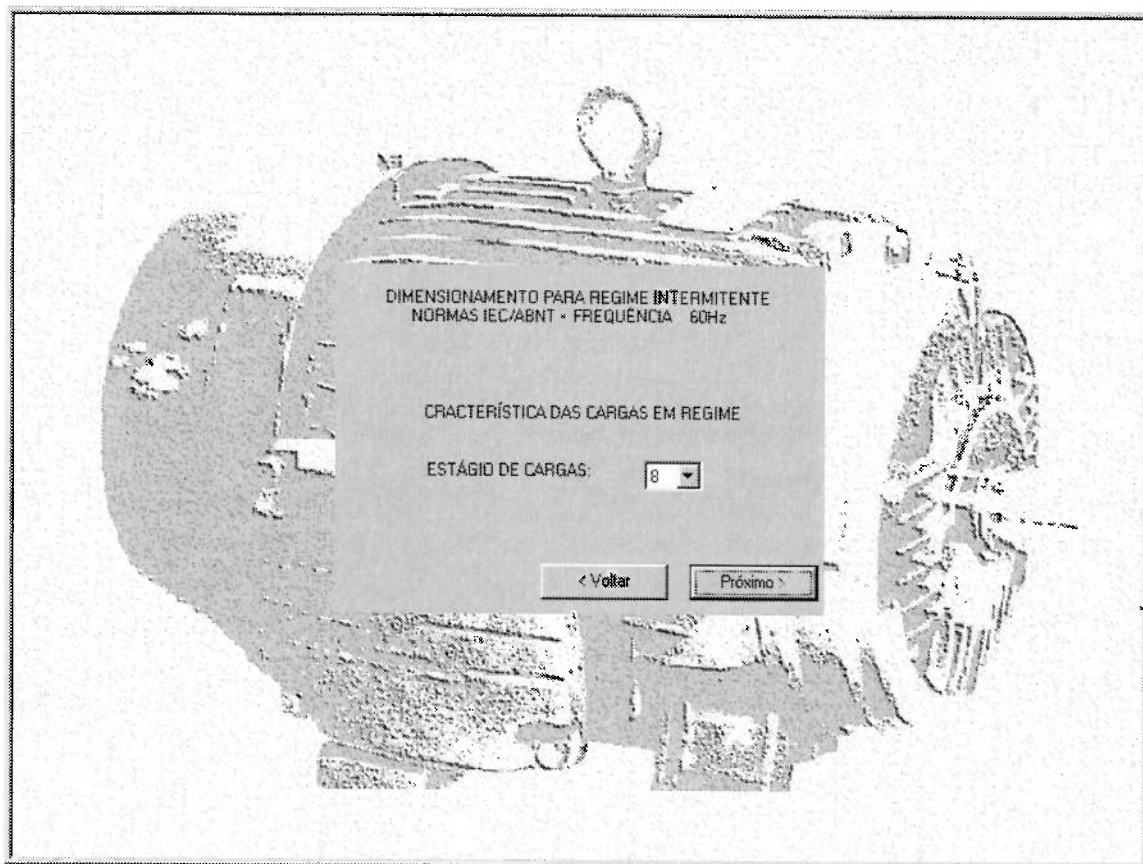 DIMENSIONAMENTO PARA REGIME INTERMITENTE
NORMAS IEC/ABNT - FREQUÊNCIA 60Hz
CRACTERÍSTICA DAS CARGAS EM REGIME
ESTÁGIO DE CARGAS: 8
< Voltar Próximo >